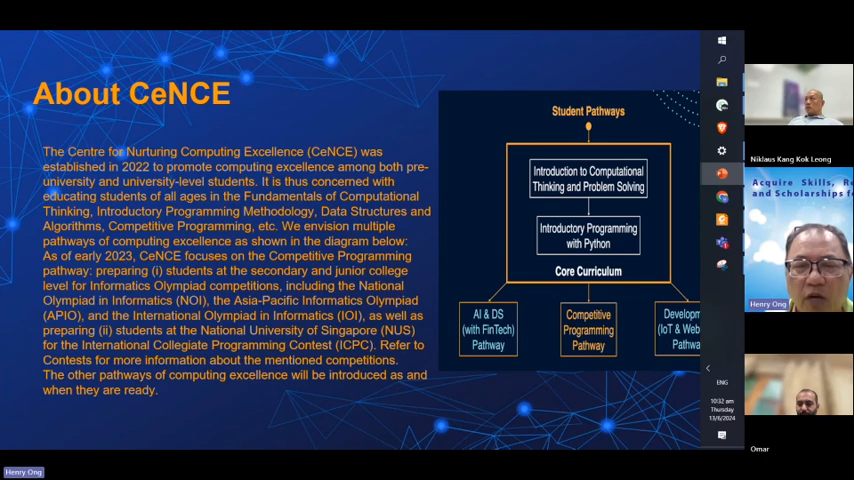 About CeNCE
The Centre for Nurturing Computing Excellence (CeNCE) was
established in 2022 to promote computing excellence among both pre-
university and university-level students. It is thus concerned with
educating students of all ages in the Fundamentals of Computational
Thinking, Introductory Programming Methodology, Data Structures and
Algorithms, Competitive Programming, etc. We envision multiple
pathways of computing excellence as shown in the diagram below:
As of early 2023, CeNCE focuses on the Competitive Programming
pathway: preparing (i) students at the secondary and junior college
level for Informatics Olympiad competitions, including the National
Olympiad in Informatics (NOI), the Asia-Pacific Informatics Olympiad
(APIO), and the International Olympiad in Informatics (IOI), as well as
preparing (ii) students at the National University of Singapore (NUS)
for the International Collegiate Programming Contest (ICPC). Refer to
Contests for more information about the mentioned competitions.
The other pathways of computing excellence will be introduced as and
when they are ready.
Student Pathways
Introduction to Computational
Thinking and Problem Solving
Introductory Programming
with Python
Core Curriculum
AI & DS
(with FinTech)
Pathway
Competitive
Programming
Pathway
Developm
(IoT & Web
Pathwa
ENG
10:32 am
Thursday
13/6/2024
Niklaus Kang Kok Leong
Acquire Skills, Re
and Scholarships fo
Henry Ong
Omar
Henry Ong